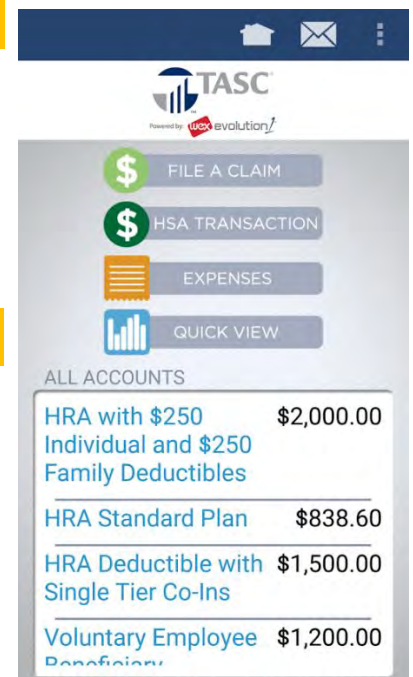 TASC
Powered by: wex evolution1
FILE A CLAIM
HSA TRANSACTION
EXPENSES
QUICK VIEW
ALL ACCOUNTS
HRA with $250 $2,000.00
Individual and $250
Family Deductibles
HRA Standard Plan $838.60
HRA Deductible with $1,500.00
Single Tier Co-Ins
Voluntary Employee $1,200.00
Beneficiary